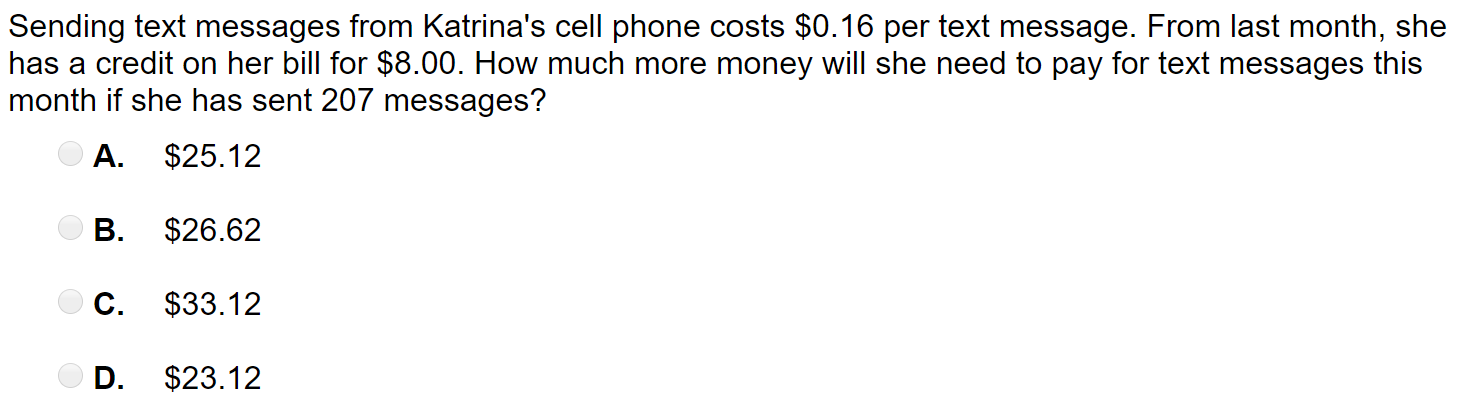 Sending text messages from Katrina's cell phone costs $0.16 per text message. From last month, she
has a credit on her bill for $8.00. How much more money will she need to pay for text messages this
month if she has sent 207 messages?
A. $25.12
B. $26.62
C. $33.12
D. $23.12